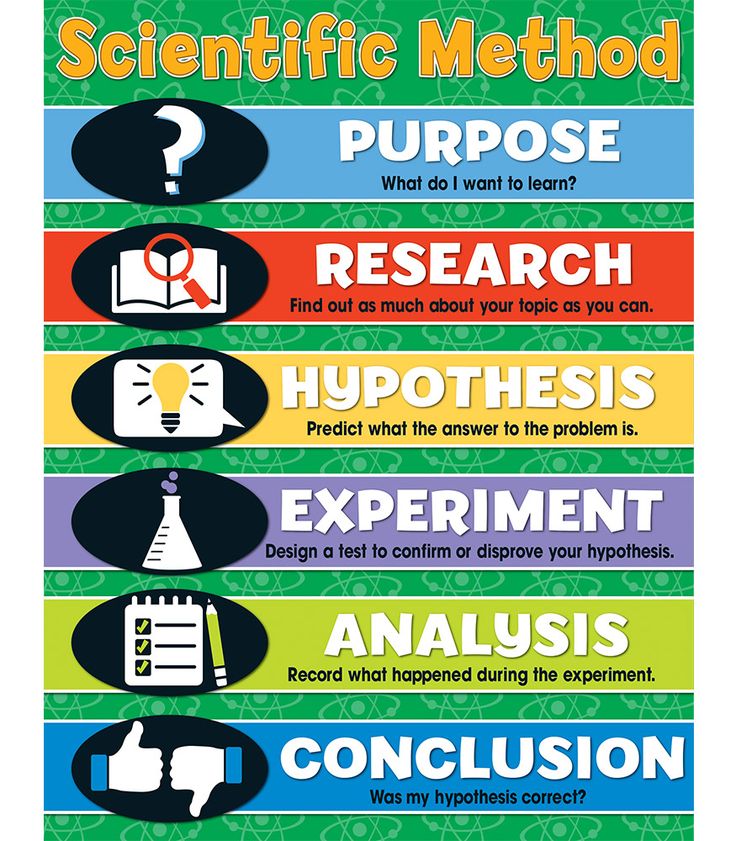 Scientific Method
PURPOSE
What do I want to learn?
RESEARCH
Find out as much about your topic as you can.
HYPOTHESIS
Predict what the answer to the problem is.
EXPERIMENT
Design a test to confirm or disprove your hypothesis.
ANALYSIS
Record what happened during the experiment.
CONCLUSION
Was my hypothesis correct?